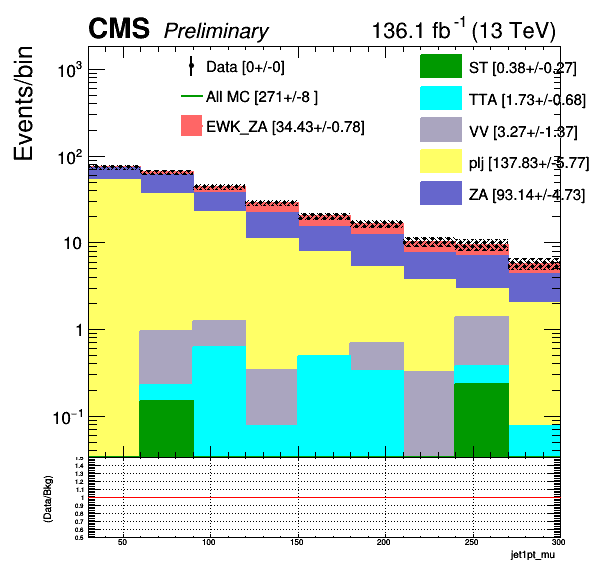 CMS Preliminary 136.1 fb⁻¹ (13 TeV)
Events/bin
10³
10²
10
1
10⁻¹
Data [0+/-0]
All MC [271+/-8 ]
EWK_ZA [34.43+/-0.78]
ST [0.38+/-0.27]
TTA [1.73+/-0.68]
VV [3.27+/-1.37]
plj [137.83+/-5.77]
ZA [93.14+/-4.73]
(Data/Bkg)
1.5
1.4
1.3
1.2
1.1
1
0.9
0.8
0.7
0.6
0.5
50 100 150 200 250 300
jet1pt_mu